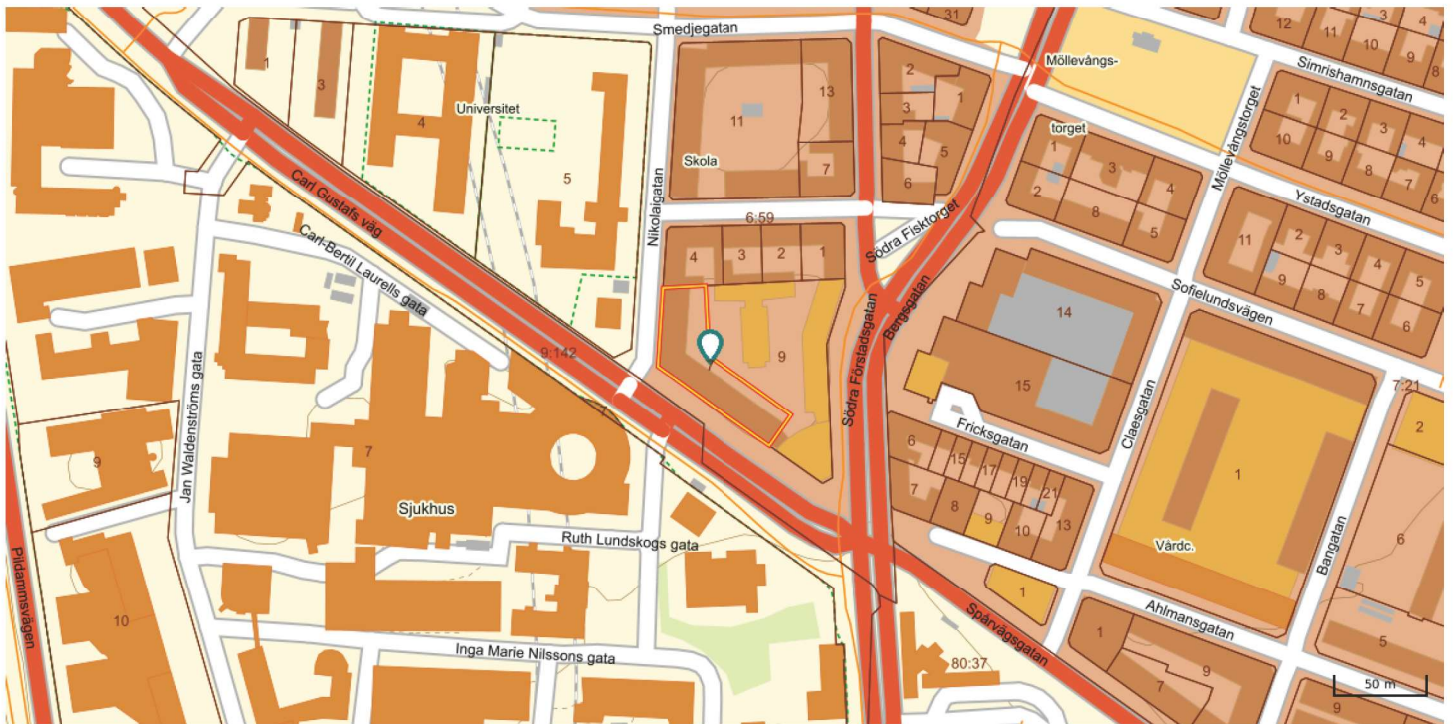 Smedjegatan
31
12
11
3
10
4
9
8
Möllevångs-
Simrishamnsgatan
1
3
4
Universitet
5
11
13
Skola
7
2
3
1
4
5
6
torget
1
2
3
8
4
5
Möllevångstorget
1
10
2
9
3
8
4
7
6
Ystadsgatan
Carl Gustafs väg
Nikolaigatan
6:59
Södra Fisktorget
Carl-Bertil Laurells gata
4
3
2
1
9
Södra Förstadsgatan
Bergsgatan
14
15
Sofielundsvägen
11
2
3
4
5
9
8
7
6
9:142
Jan Waldenströms gata
7
9
Sjukhus
Fricksgatan
Claesgatan
7:21
2
1
6
15
17
19
21
7
8
9
10
13
Vårdc.
Bangatan
6
Pildammsvägen
10
Ruth Lundskogs gata
Inga Marie Nilssons gata
Spårvägsgatan
Ahlmansgatan
1
80:37
1
9
7
5
9
50 m